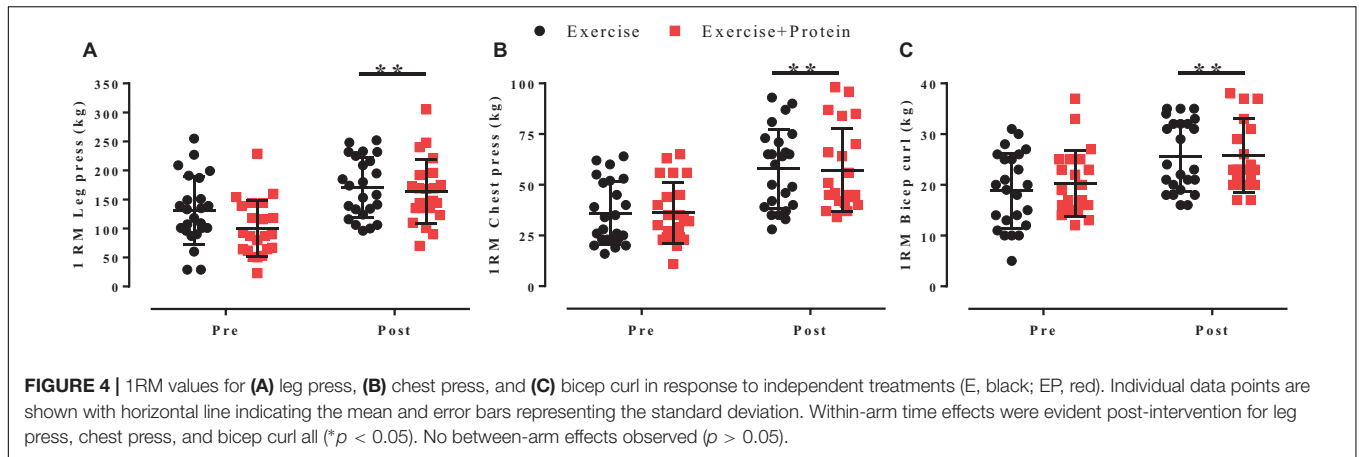 Exercise Exercise+Protein
A
**
1RM Leg press (kg)
350
300
250
200
150
100
50
0
Pre Post
B
**
1RM Chest press (kg)
100
75
50
25
0
Pre Post
C
**
1RM Bicep curl (kg)
40
30
20
10
0
Pre Post
FIGURE 4 | 1RM values for (A) leg press, (B) chest press, and (C) bicep curl in response to independent treatments (E, black; EP, red). Individual data points are
shown with horizontal line indicating the mean and error bars representing the standard deviation. Within-arm time effects were evident post-intervention for leg
press, chest press, and bicep curl all (*p < 0.05). No between-arm effects observed (p > 0.05).